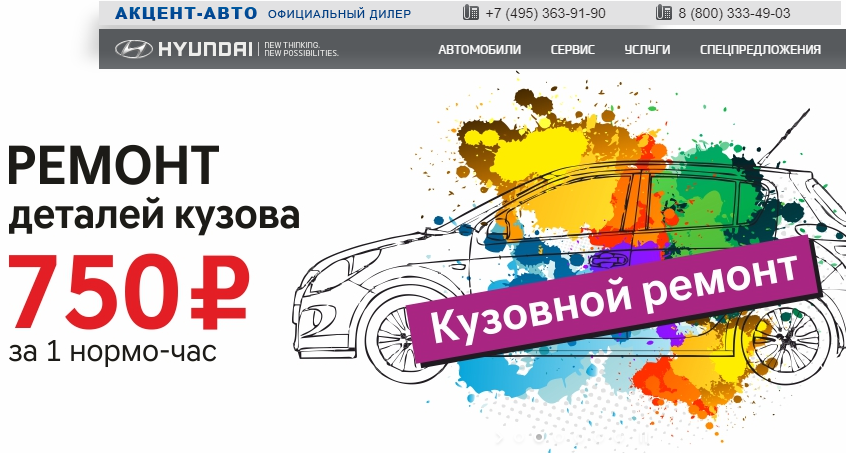 АКЦЕНТ-АВТО ОФИЦИАЛЬНЫЙ ДИЛЕР +7 (495) 363-91-90 8 (800) 333-49-03
HYUNDAI NEW THINKING.
NEW POSSIBILITIES.
АВТОМОБИЛИ СЕРВИС УСЛУГИ СПЕЦПРЕДЛОЖЕНИЯ
РЕМОНТ
деталей кузова
750₽
за 1 нормо-час
Кузовной ремонт